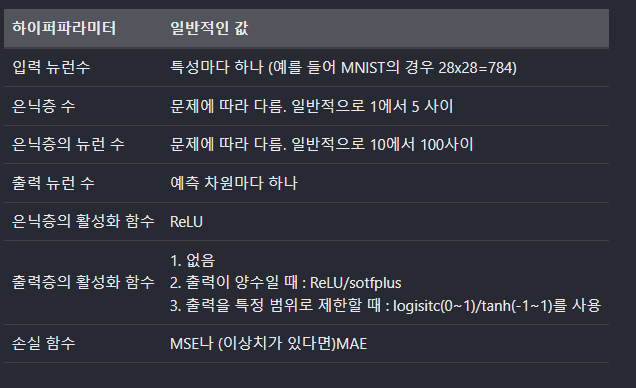 하이퍼파라미터 일반적인 값
입력 뉴런수 특성마다 하나 (예를 들어 MNIST의 경우 28x28=784)
은닉층 수 문제에 따라 다름. 일반적으로 1에서 5 사이
은닉층의 뉴런 수 문제에 따라 다름. 일반적으로 10에서 100사이
출력 뉴런 수 예측 차원마다 하나
은닉층의 활성화 함수 ReLU
출력층의 활성화 함수 1. 없음
2. 출력이 양수일 때 : ReLU/sotfplus
3. 출력을 특정 범위로 제한할 때 : logisitc(0~1)/tanh(-1~1)를 사용
손실 함수 MSE나 (이상치가 있다면)MAE